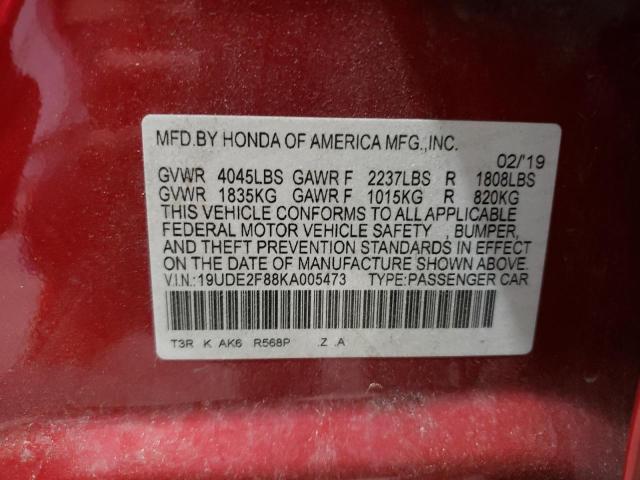 MFD.BY HONDA OF AMERICA MFG.,INC.
02/'19
GVWR 4045LBS GAWR F 2237LBS R 1808LBS
GVWR 1835KG GAWR F 1015KG R 820KG
THIS VEHICLE CONFORMS TO ALL APPLICABLE
FEDERAL MOTOR VEHICLE SAFETY , BUMPER,
AND THEFT PREVENTION STANDARDS IN EFFECT
ON THE DATE OF MANUFACTURE SHOWN ABOVE.
V.I.N.: 19UDE2F88KA005473 TYPE:PASSENGER CAR
T3R K AK6 R568P .Z .A